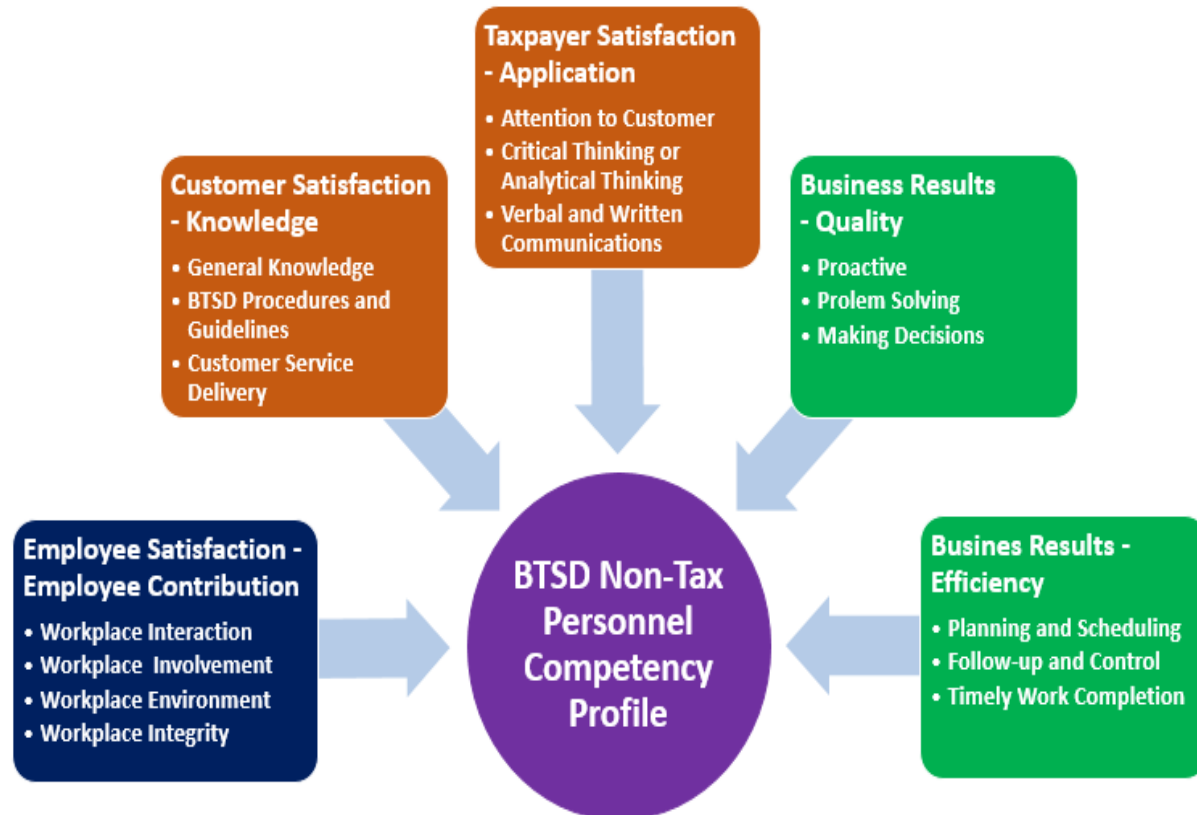 Taxpayer Satisfaction
- Application
• Attention to Customer
• Critical Thinking or
Analytical Thinking
• Verbal and Written
Communications
Customer Satisfaction
- Knowledge
• General Knowledge
• BTSD Procedures and
Guidelines
• Customer Service
Delivery
Business Results
- Quality
• Proactive
• Prolem Solving
• Making Decisions
Employee Satisfaction -
Employee Contribution
• Workplace Interaction
• Workplace Involvement
• Workplace Environment
• Workplace Integrity
BTSD Non-Tax
Personnel
Competency
Profile
Busines Results -
Efficiency
• Planning and Scheduling
• Follow-up and Control
• Timely Work Completion